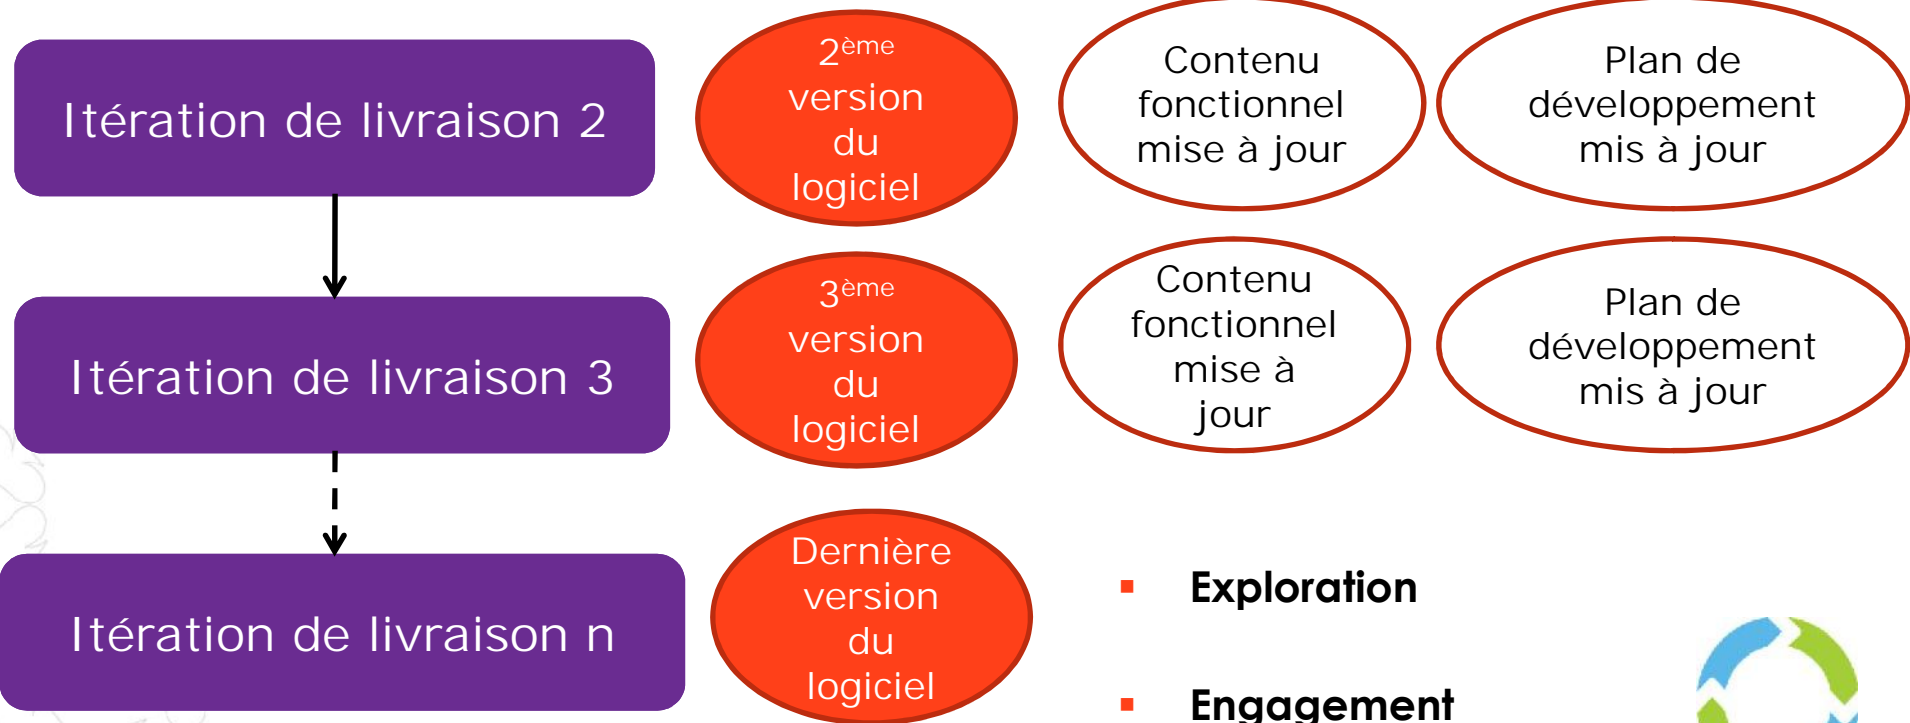 Itération de livraison 2
2ème
version
du
logiciel
Contenu
fonctionnel
mise à jour
Plan de
développement
mis à jour
Itération de livraison 3
3ème
version
du
logiciel
Contenu
fonctionnel
mise à
jour
Plan de
développement
mis à jour
Itération de livraison n
Dernière
version
du
logiciel
▪ Exploration
▪ Engagement